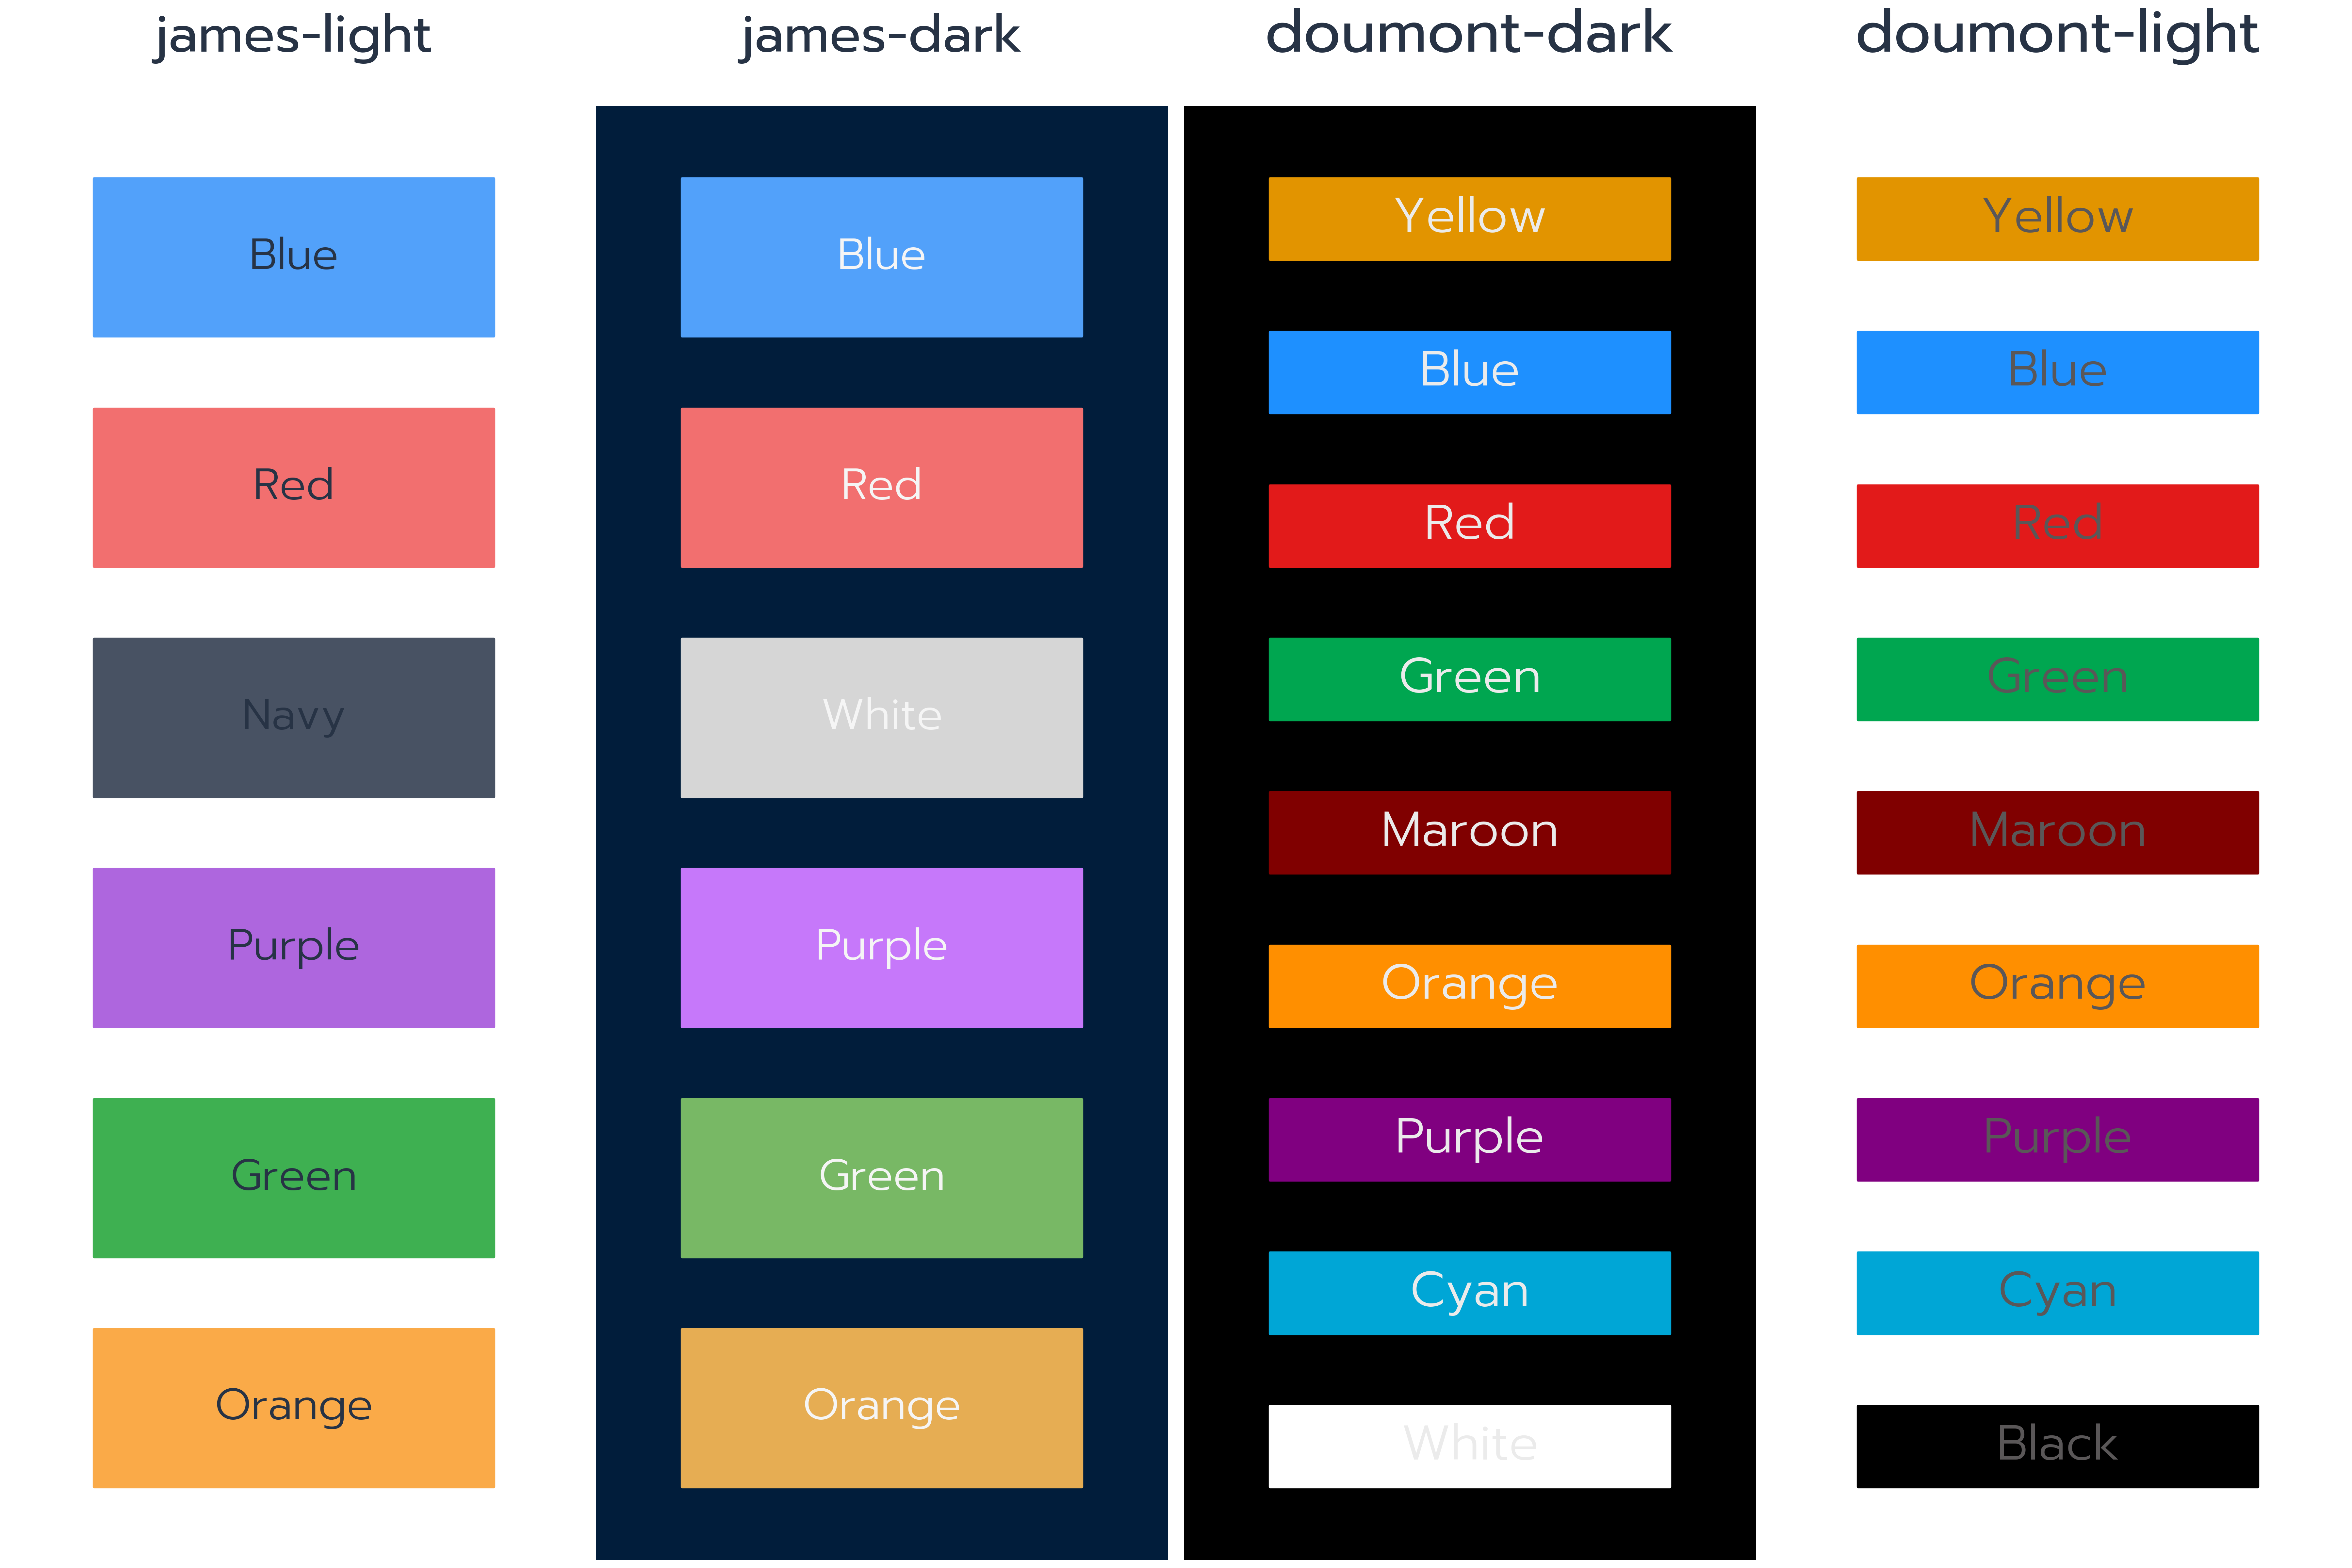 james-light
Blue
Red
Navy
Purple
Green
Orange
james-dark
Blue
Red
White
Purple
Green
Orange
doumont-dark
Yellow
Blue
Red
Green
Maroon
Orange
Purple
Cyan
White
doumont-light
Yellow
Blue
Red
Green
Maroon
Orange
Purple
Cyan
Black